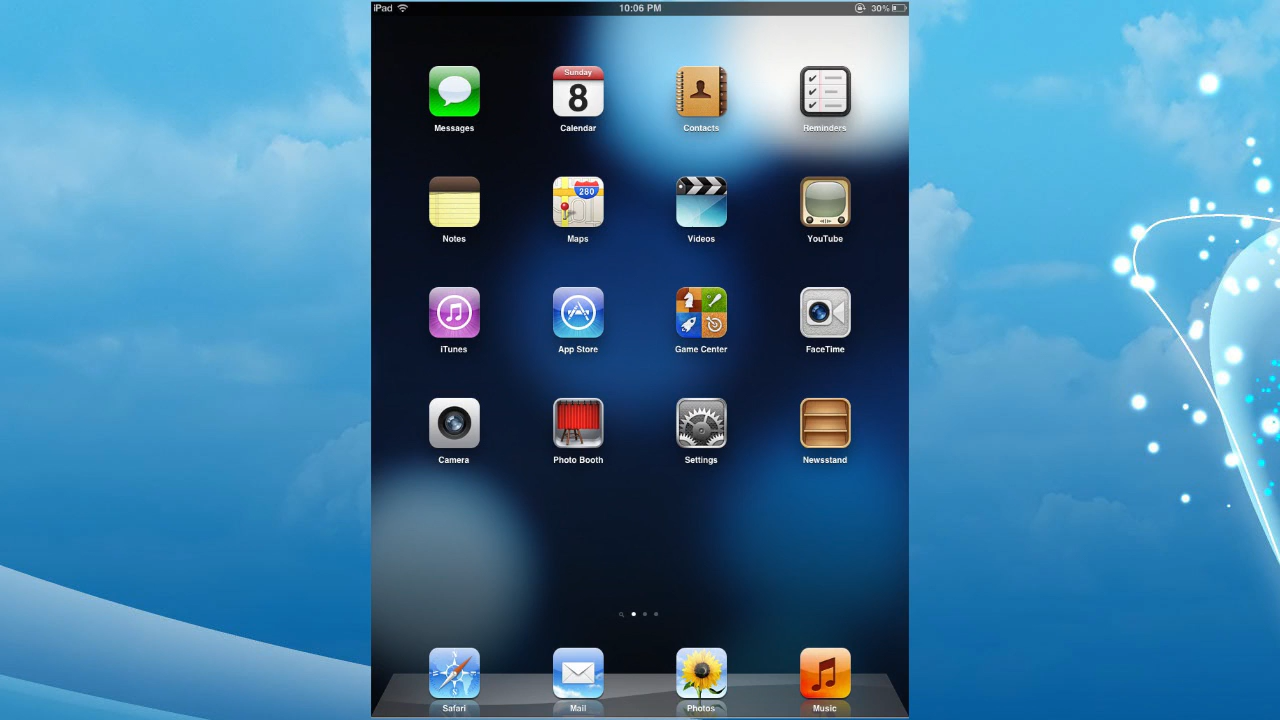 iPad 10:06 PM 30%
Sunday
8
Messages Calendar Contacts Reminders
280
Notes Maps Videos YouTube
iTunes App Store Game Center FaceTime
Camera Photo Booth Settings Newsstand
N
S
Safari Mail Photos Music